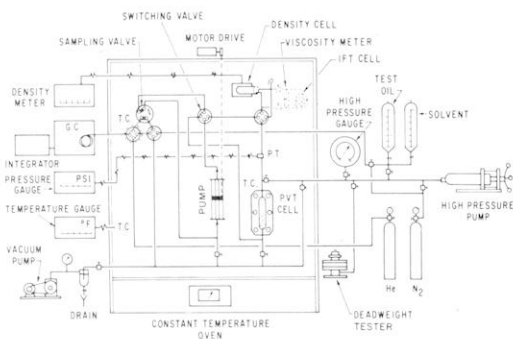 SWITCHING VALVE
SAMPLING VALVE
MOTOR DRIVE
DENSITY CELL
VISCOSITY METER
IFT CELL
TEST
OIL
SOLVENT
HIGH
PRESSURE
GAUGE
DENSITY
METER
T.C.
G.C
INTEGRATOR
PRESSURE
GAUGE
PSI
P.T.
T.C.
PUMP
PVT
CELL
HIGH PRESSURE
PUMP
TEMPERATURE GAUGE
°F
T.C
VACUUM
PUMP
DRAIN
He
N2
DEADWEIGHT
TESTER
CONSTANT TEMPERATURE
OVEN